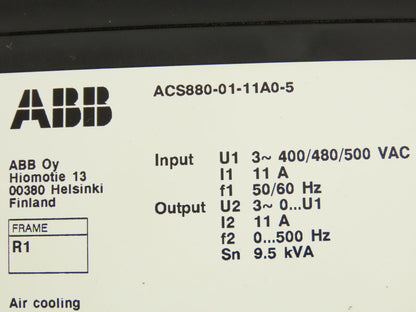 ABB
ACS880-01-11A0-5
ABB Oy
Hiomotie 13
00380 Helsinki
Finland
FRAME
R1
Input U1 3~ 400/480/500 VAC
I1 11 A
f1 50/60 Hz
Output U2 3~ 0...U1
I2 11 A
f2 0...500 Hz
Sn 9.5 kVA
Air cooling